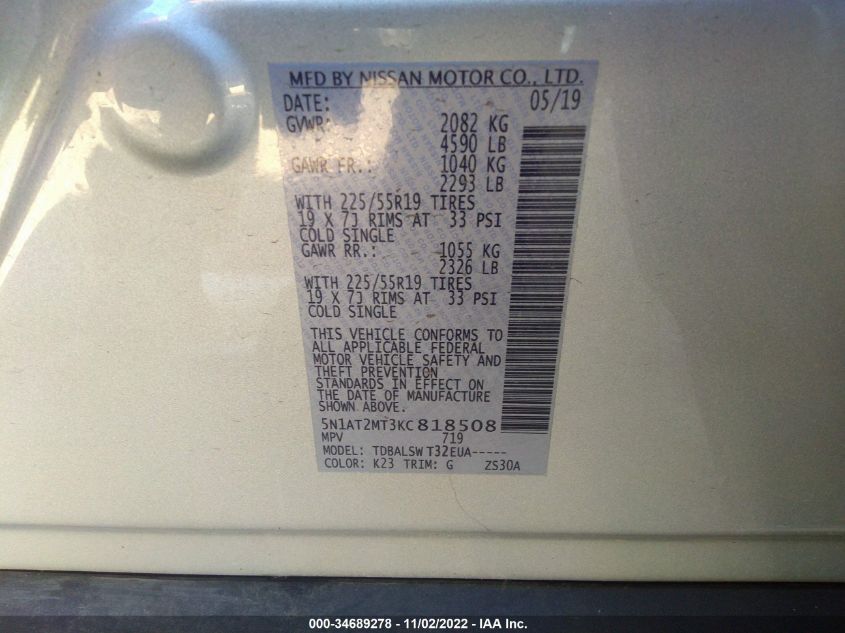 MFD BY NISSAN MOTOR CO., LTD.
DATE: 05/19
GVWR: 2082 KG
4590 LB
GAWR FR.: 1040 KG
2293 LB
WITH 225/55R19 TIRES
19 X 7J RIMS AT 33 PSI
COLD SINGLE
GAWR RR.: 1055 KG
2326 LB
WITH 225/55R19 TIRES
19 X 7J RIMS AT 33 PSI
COLD SINGLE
THIS VEHICLE CONFORMS TO
ALL APPLICABLE FEDERAL
MOTOR VEHICLE SAFETY AND
THEFT PREVENTION
STANDARDS IN EFFECT ON
THE DATE OF MANUFACTURE
SHOWN ABOVE.
5N1AT2MT3KC818508
MPV 719
MODEL: TDBALSW T32EUA-----
COLOR: K23 TRIM: G ZS30A
000-34689278 - 11/02/2022 - IAA Inc.